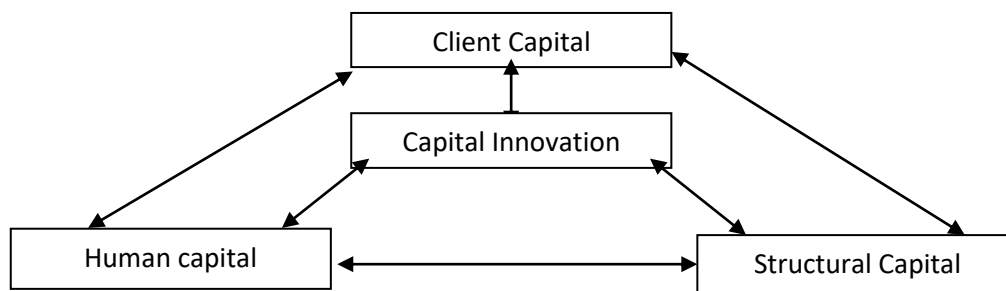 Client Capital
Capital Innovation
Human capital
Structural Capital